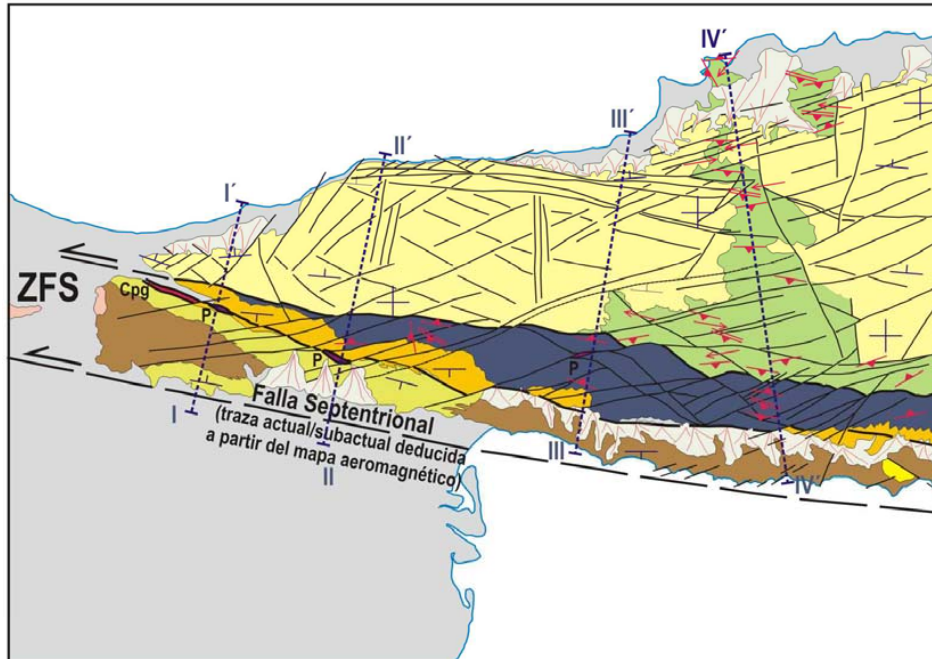 IV´
III´
II´
I´
ZFS
Cpg
P
P
P
I
Falla Septentrional
(traza actual/subactual deducida
a partir del mapa aeromagnético)
II
III
IV´